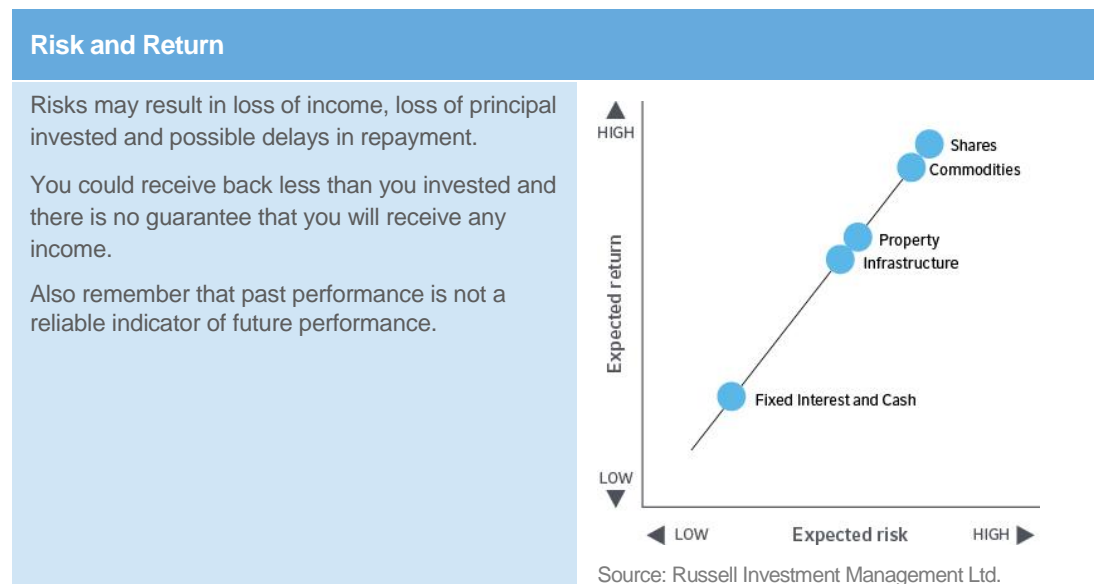 Risk and Return
Risks may result in loss of income, loss of principal
invested and possible delays in repayment.
You could receive back less than you invested and
there is no guarantee that you will receive any
income.
Also remember that past performance is not a
reliable indicator of future performance.
HIGH
Shares
Commodities
Property
Infrastructure
Expected return
Fixed Interest and Cash
LOW
LOW
Expected risk
HIGH
Source: Russell Investment Management Ltd.